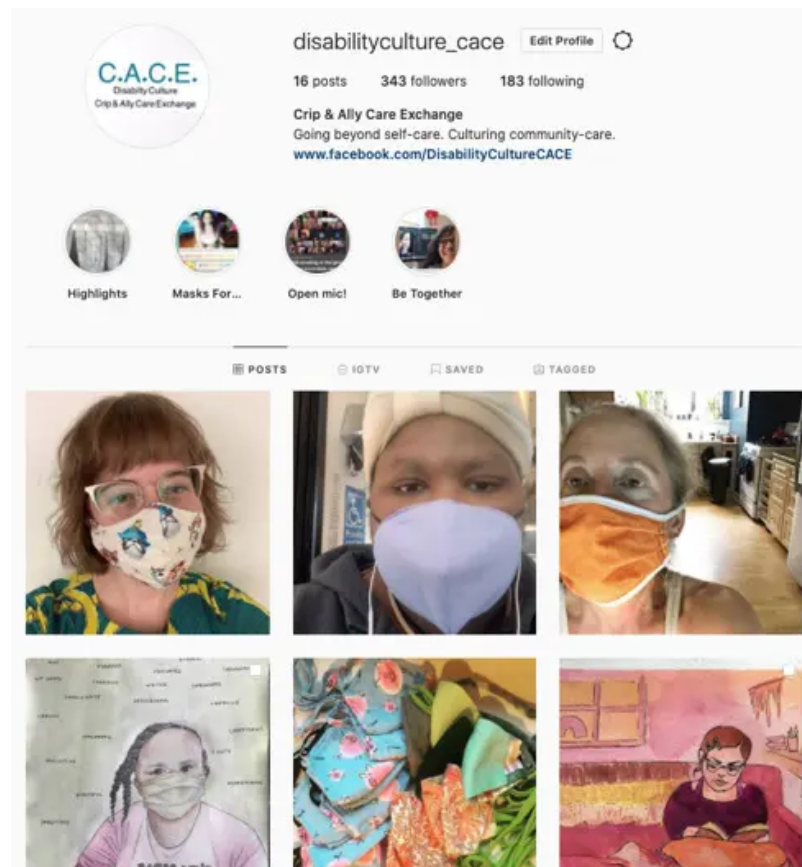 C.A.C.E.
Disability Culture
Crip & Ally Care Exchange
disabilityculture_cace Edit Profile
16 posts 343 followers 183 following
Crip & Ally Care Exchange
Going beyond self-care. Culturing community-care.
www.facebook.com/DisabilityCultureCACE
Highlights Masks For... Open mic! Be Together
POSTS IGTV SAVED TAGGED